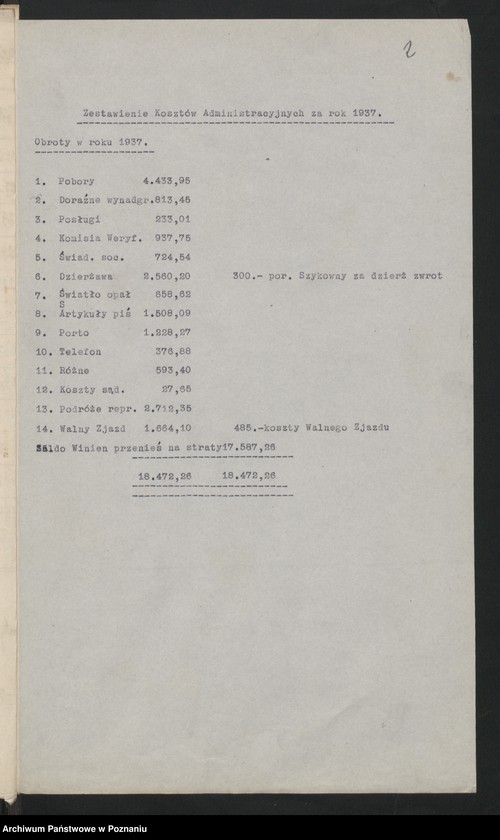 2
Zestawienie Kosztów Administracyjnych za rok 1937.
Obroty w roku 1937.
1. Pobory 4.433,95
2. Doraźne wynadgr. 813,45
3. Posługi 233,01
4. Komisia Weryf. 937,75
5. Świad. soc. 724,54
6. Dzierżawa 2.560,20 300.- por. Szykowny za dzierż zwrot
7. Światło opał 658,62
S
8. Artykuły piś 1.508,09
9. Porto 1.228,27
10. Telefon 376,88
11. Różne 593,40
12. Koszty sąd. 27,65
13. Podróże repr. 2.712,35
14. Walny Zjazd 1.664,10 485.-koszty Walnego Zjazdu
Saldo Winien przenieś na straty17.587,26
18.472,26 18.472,26
Archiwum Państwowe w Poznaniu